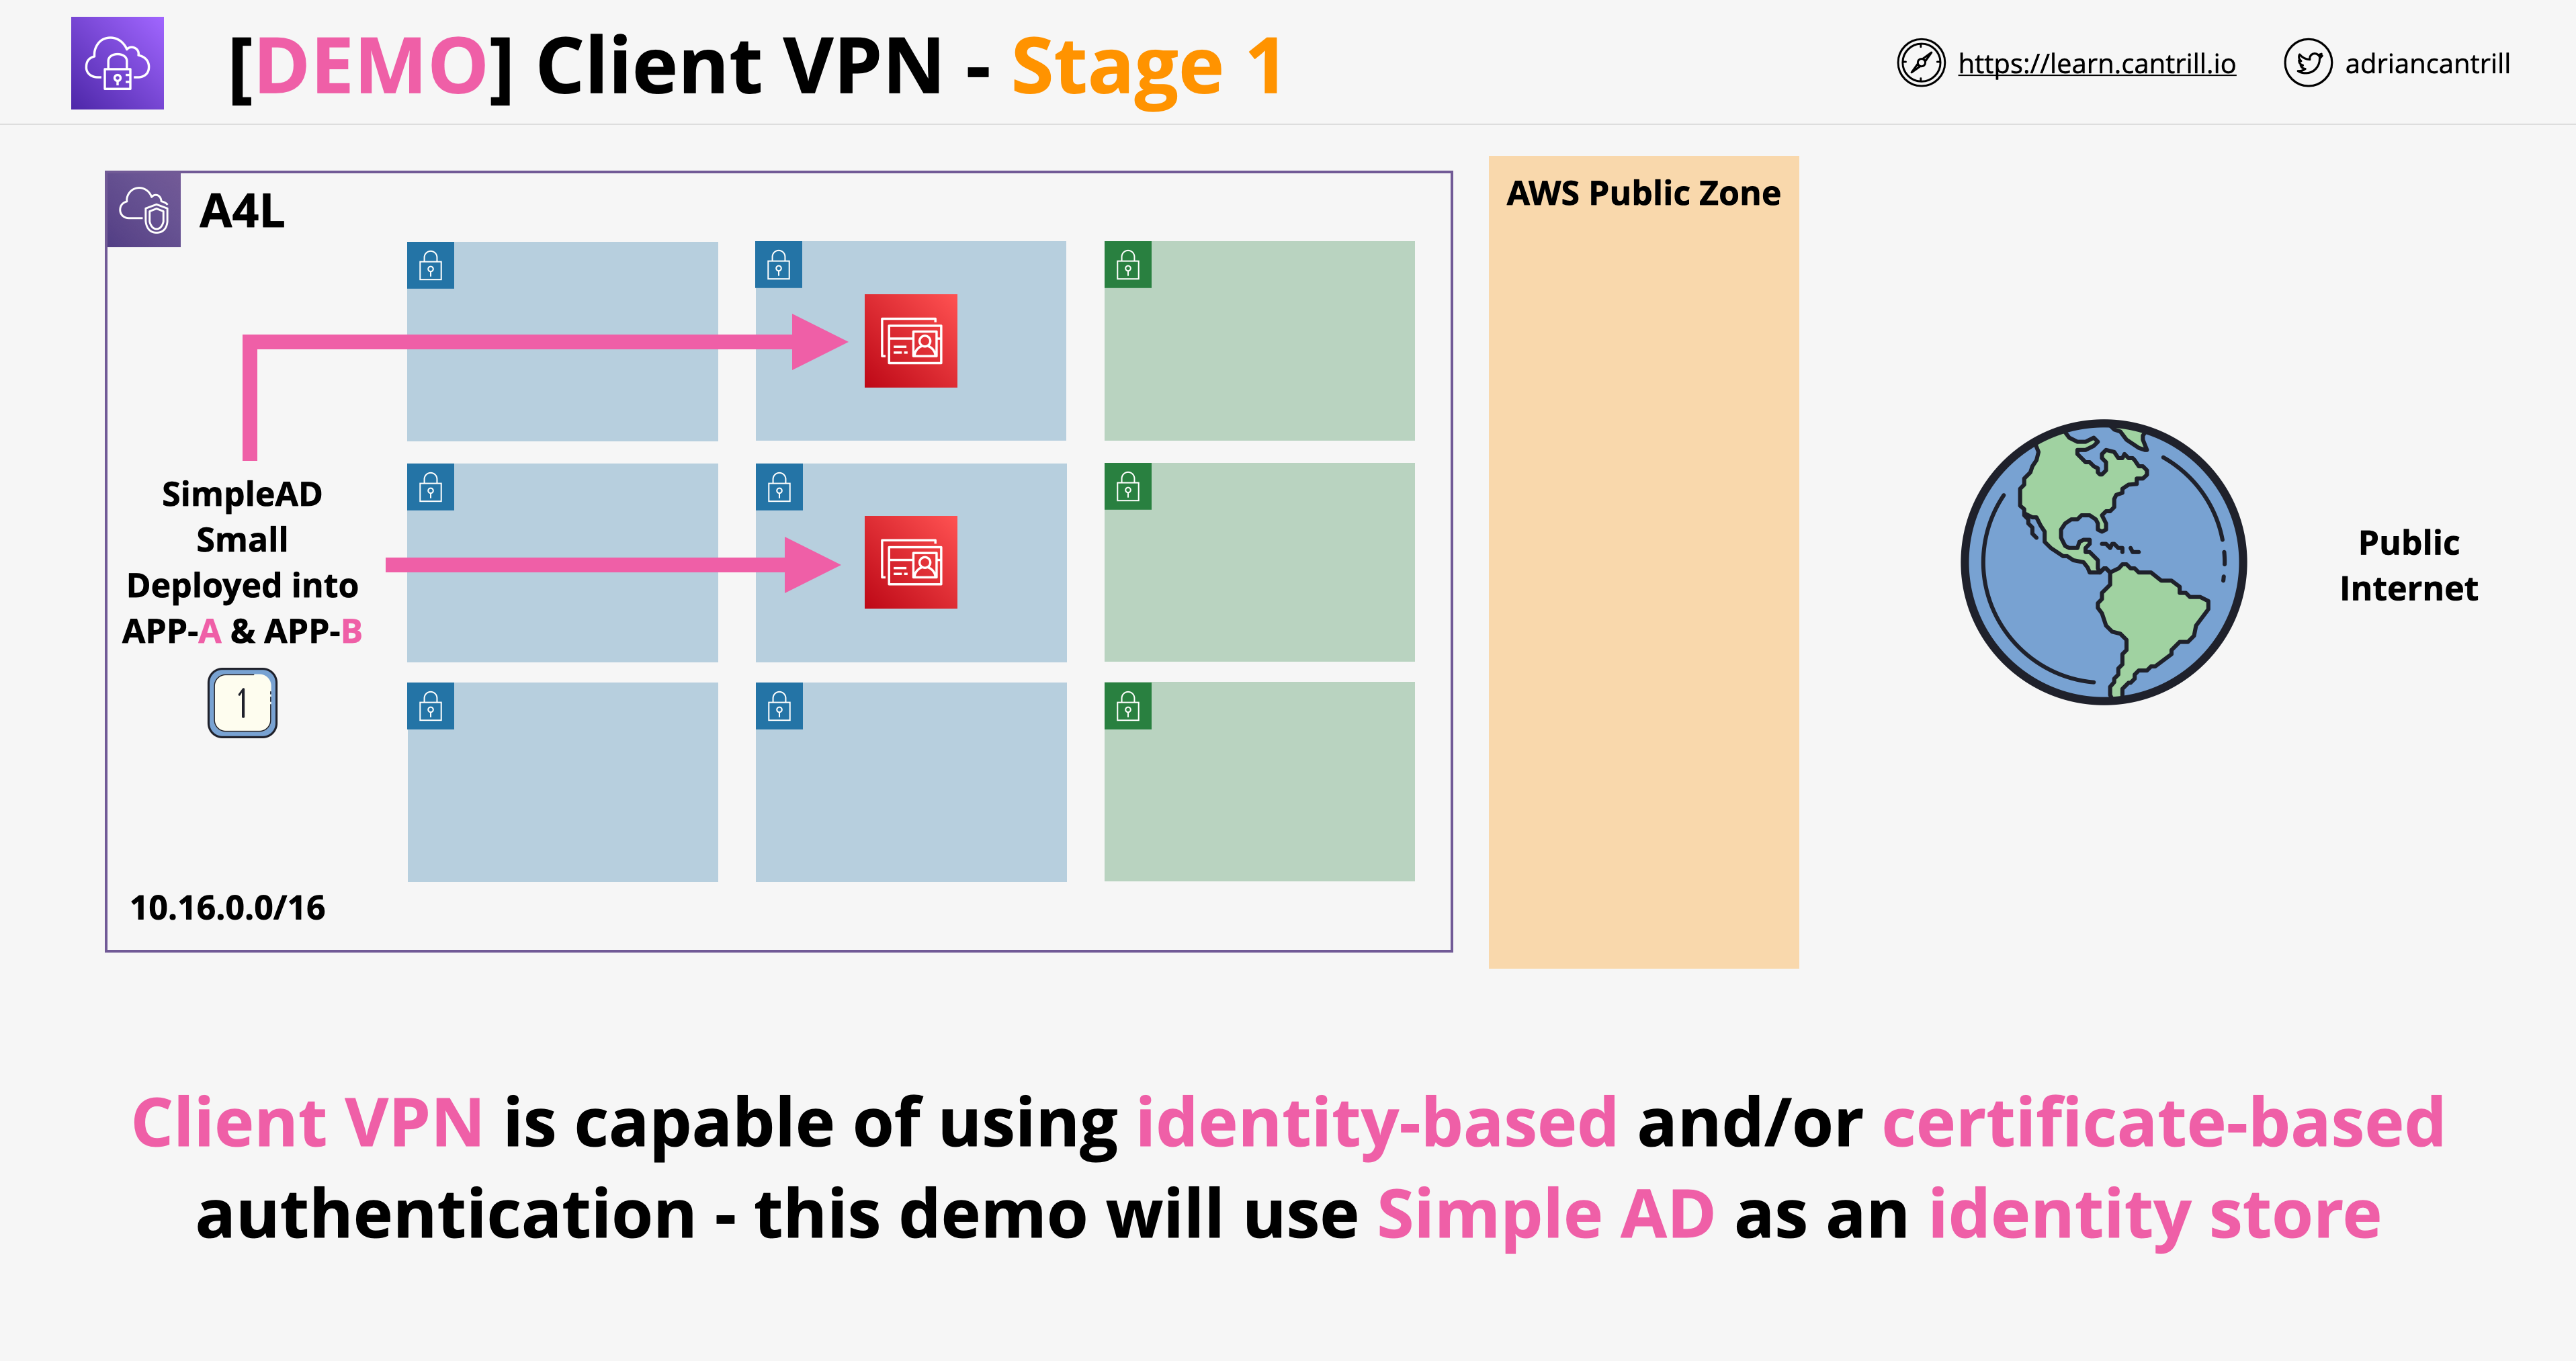 [DEMO] Client VPN - Stage 1
https://learn.cantrill.io
adriancantrill
A4L
AWS Public Zone
SimpleAD
Small
Deployed into
APP-A & APP-B
1
10.16.0.0/16
Public
Internet
Client VPN is capable of using identity-based and/or certificate-based
authentication - this demo will use Simple AD as an identity store